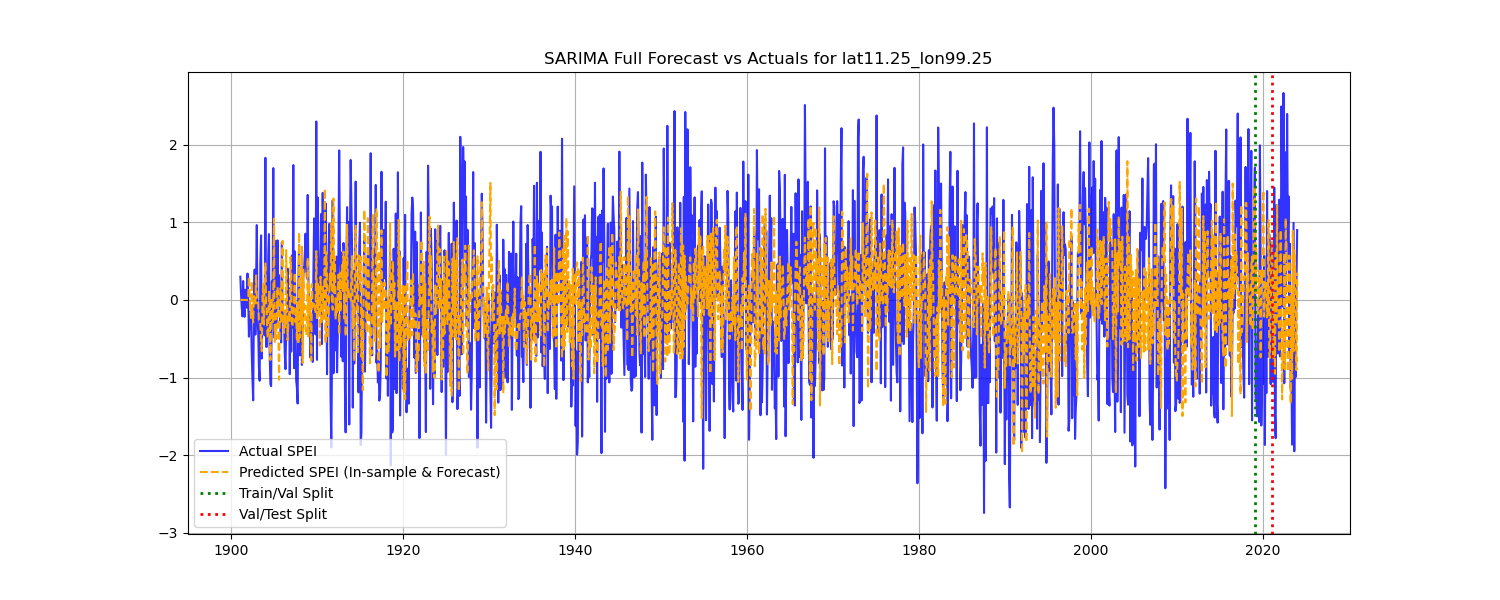 SARIMA Full Forecast vs Actuals for lat11.25_lon99.25
2
1
0
−1
−2
−3
Actual SPEI
Predicted SPEI (In-sample & Forecast)
Train/Val Split
Val/Test Split
1900 1920 1940 1960 1980 2000 2020